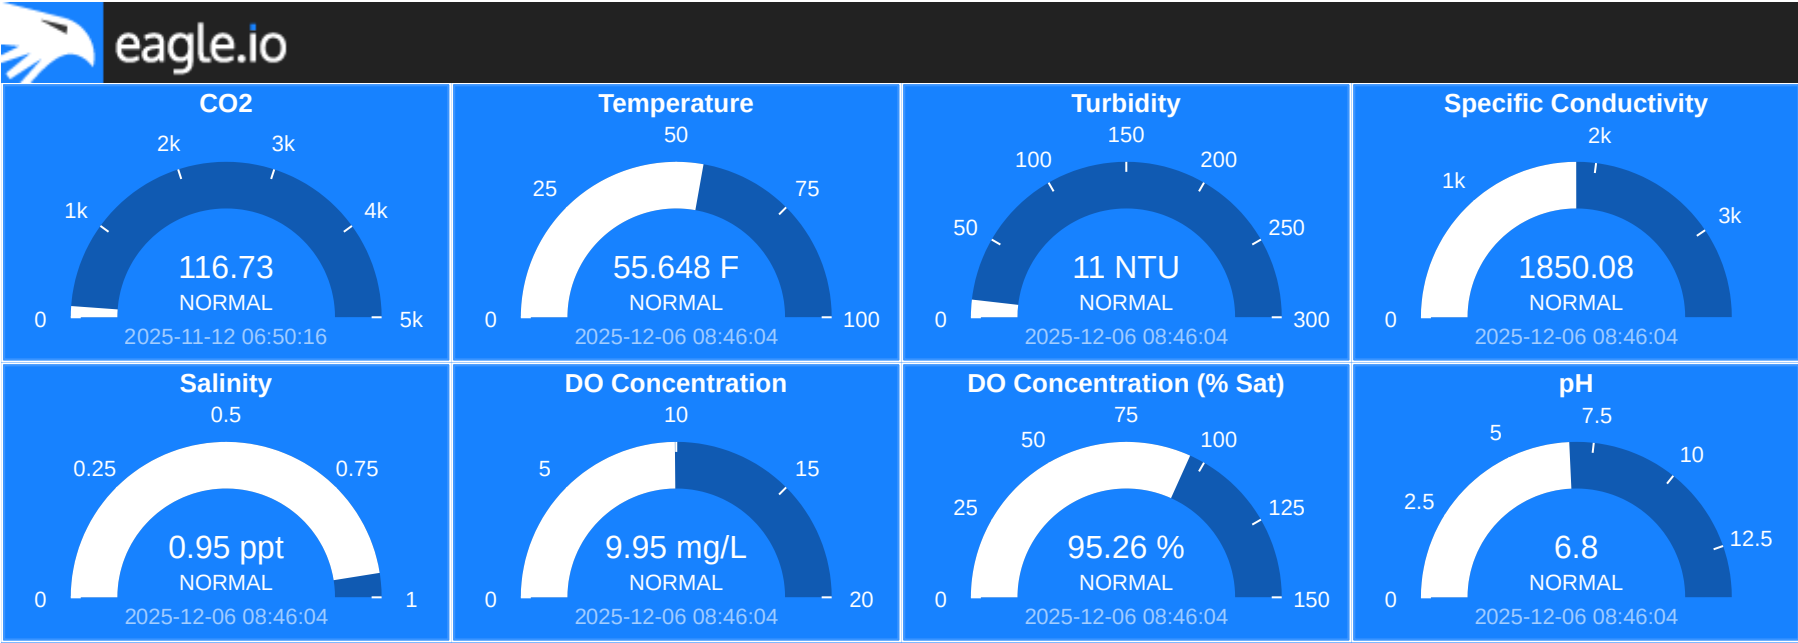 eagle.io
CO2
2k
3k
1k
4k
116.73
NORMAL
0
5k
2025-11-12 06:50:16
Temperature
50
25
75
55.648 F
NORMAL
0
100
2025-12-06 08:46:04
Turbidity
150
100
200
50
250
11 NTU
NORMAL
0
300
2025-12-06 08:46:04
Specific Conductivity
2k
1k
3k
1850.08
NORMAL
0
2025-12-06 08:46:04
Salinity
0.5
0.25
0.75
0.95 ppt
NORMAL
0
1
2025-12-06 08:46:04
DO Concentration
10
5
15
9.95 mg/L
NORMAL
0
20
2025-12-06 08:46:04
DO Concentration (% Sat)
75
50
100
25
125
95.26 %
NORMAL
0
150
2025-12-06 08:46:04
pH
7.5
5
10
2.5
12.5
6.8
NORMAL
0
2025-12-06 08:46:04